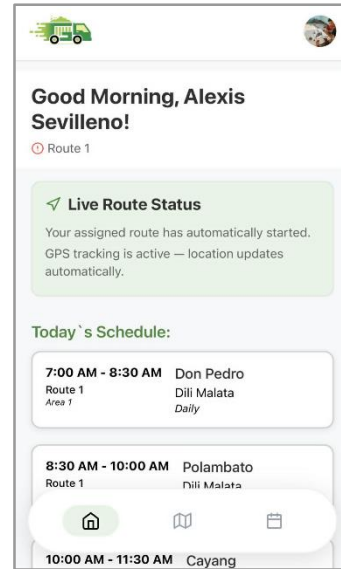 Good Morning, Alexis
Sevilleno!
Route 1
Live Route Status
Your assigned route has automatically started.
GPS tracking is active — location updates
automatically.
Today`s Schedule:
7:00 AM - 8:30 AM Don Pedro
Route 1 Dili Malata
Area 1 Daily
8:30 AM - 10:00 AM Polambato
Route 1 Dili Malata
10:00 AM - 11:30 AM Cayang